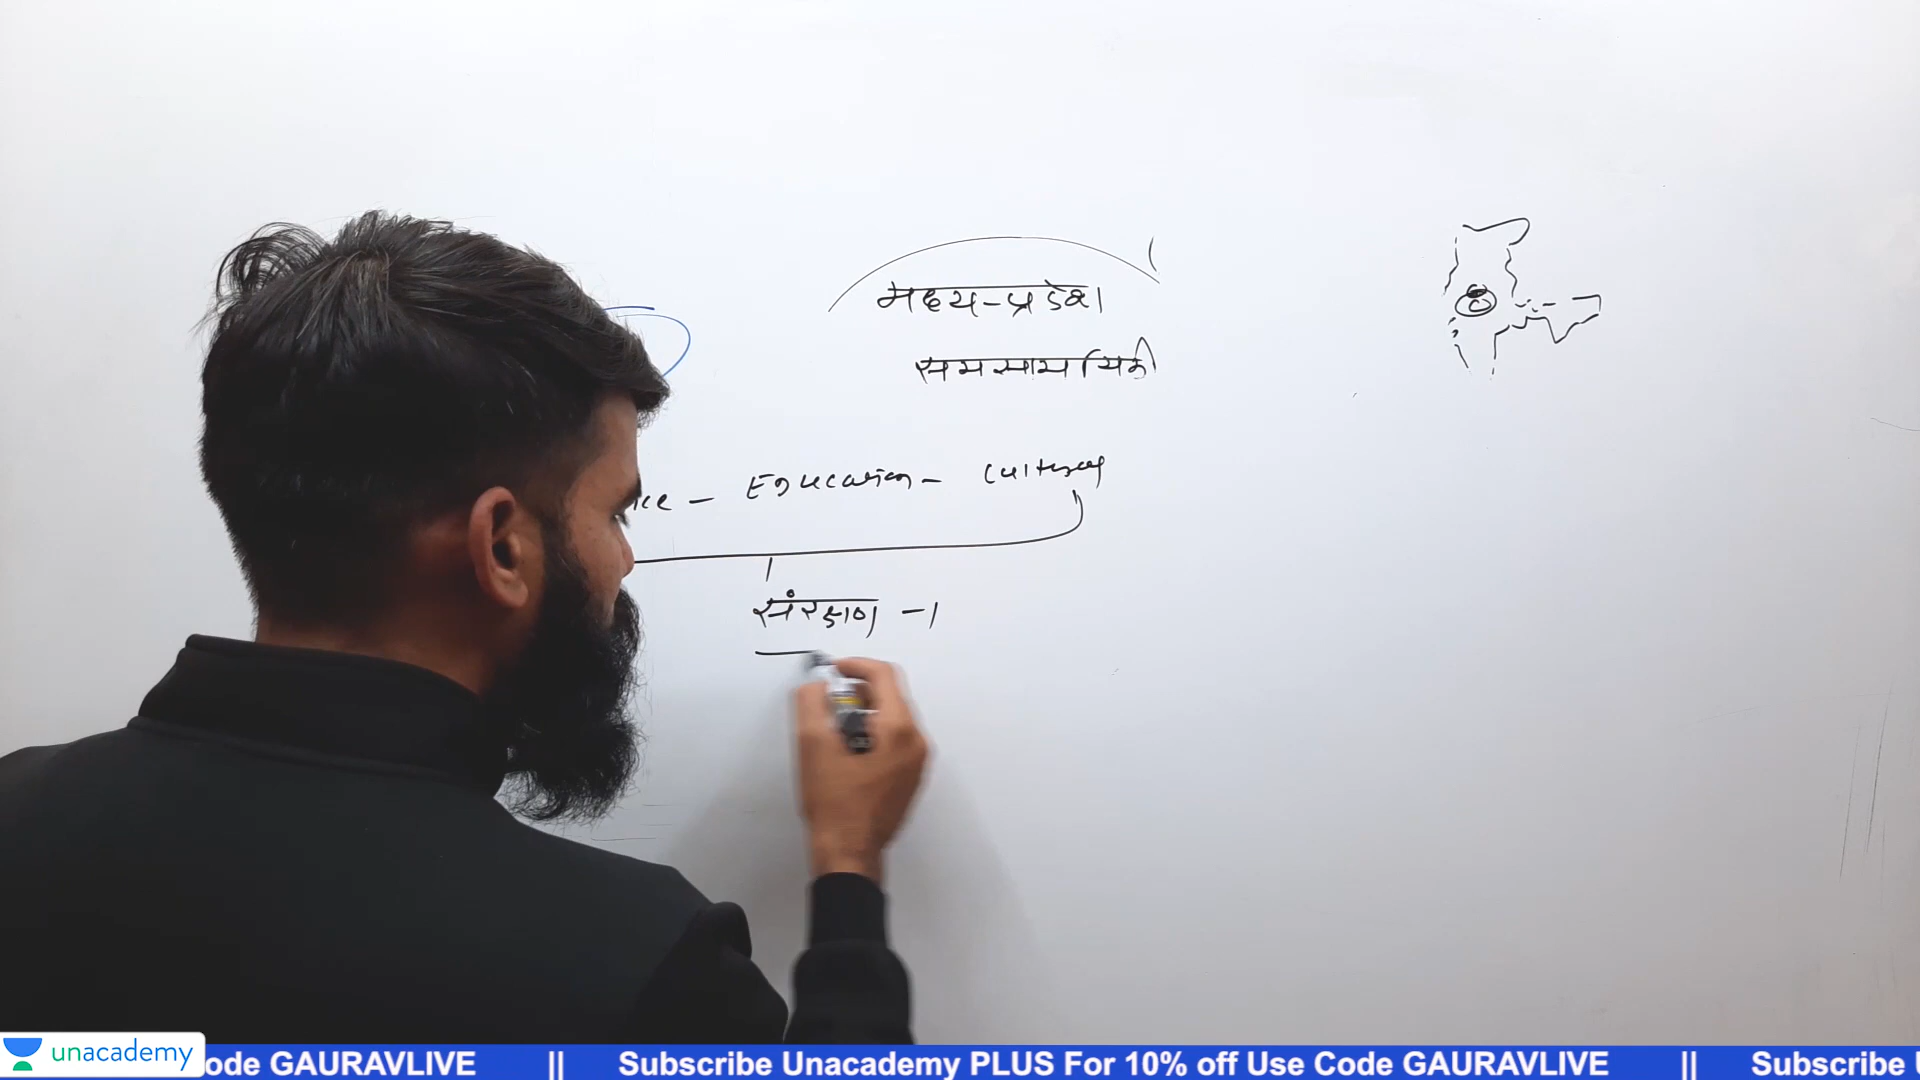 मध्य-प्रदेश
समसामयिकी
Education - Cultural
संरक्षण -1
unacademy
ode GAURAVLIVE || Subscribe Unacademy PLUS For 10% off Use Code GAURAVLIVE || Subscribe